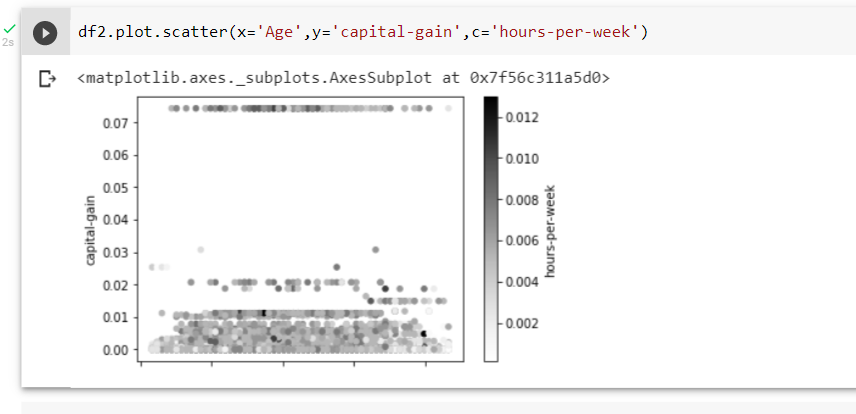 df2.plot.scatter(x='Age',y='capital-gain',c='hours-per-week')
2s
<matplotlib.axes._subplots.AxesSubplot at 0x7f56c311a5d0>
0.07
0.06
0.05
0.04
0.03
0.02
0.01
0.00
capital-gain
0.012
0.010
0.008
0.006
0.004
0.002
hours-per-week